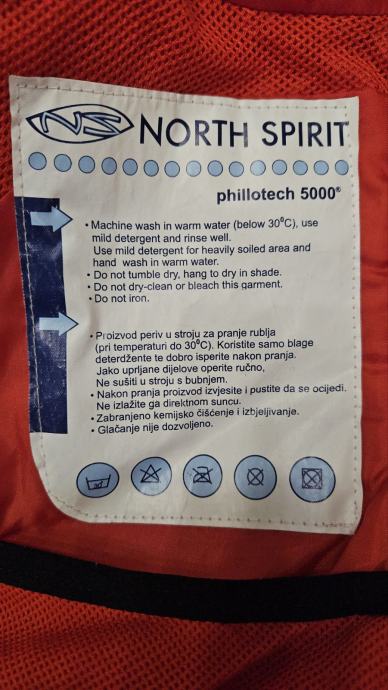 NS NORTH SPIRIT
phillotech 5000®
• Machine wash in warm water (below 30°C), use
mild detergent and rinse well.
Use mild detergent for heavily soiled area and
hand wash in warm water.
• Do not tumble dry, hang to dry in shade.
• Do not dry-clean or bleach this garment.
• Do not iron.
• Proizvod periv u stroju za pranje rublja
(pri temperaturi do 30°C). Koristite samo blage
deterdžente te dobro isperite nakon pranja.
Jako uprljane dijelove operite ručno,
Ne sušiti u stroju s bubnjem.
• Nakon pranja proizvod izvjesite i pustite da se ocijedi.
Ne izlažite ga direktnom suncu.
• Zabranjeno kemijsko čišćenje i izbjeljivanje.
• Glačanje nije dozvoljeno.